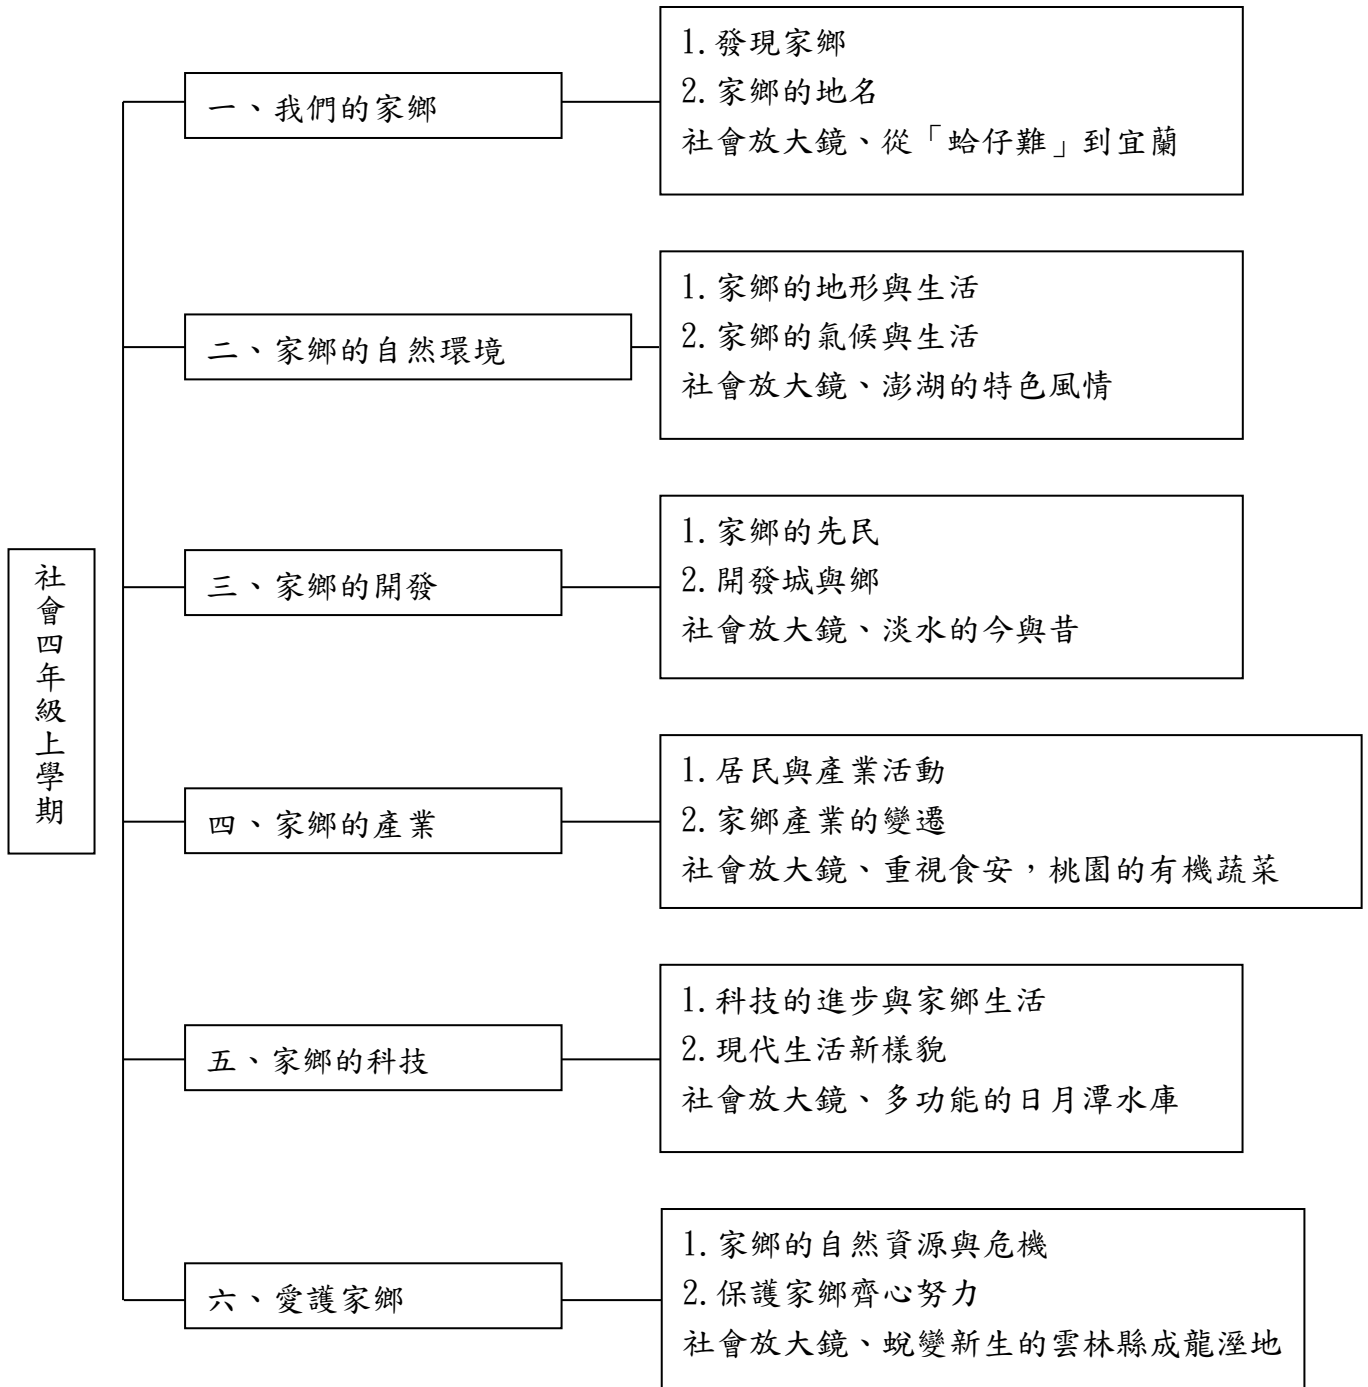 社會四年級上學期
一、我們的家鄉
1.發現家鄉
2.家鄉的地名
社會放大鏡、從「蛤仔難」到宜蘭
二、家鄉的自然環境
1.家鄉的地形與生活
2.家鄉的氣候與生活
社會放大鏡、澎湖的特色風情
三、家鄉的開發
1.家鄉的先民
2.開發城與鄉
社會放大鏡、淡水的今與昔
四、家鄉的產業
1.居民與產業活動
2.家鄉產業的變遷
社會放大鏡、重視食安，桃園的有機蔬菜
五、家鄉的科技
1.科技的進步與家鄉生活
2.現代生活新樣貌
社會放大鏡、多功能的日月潭水庫
六、愛護家鄉
1.家鄉的自然資源與危機
2.保護家鄉齊心努力
社會放大鏡、蛻變新生的雲林縣成龍溼地